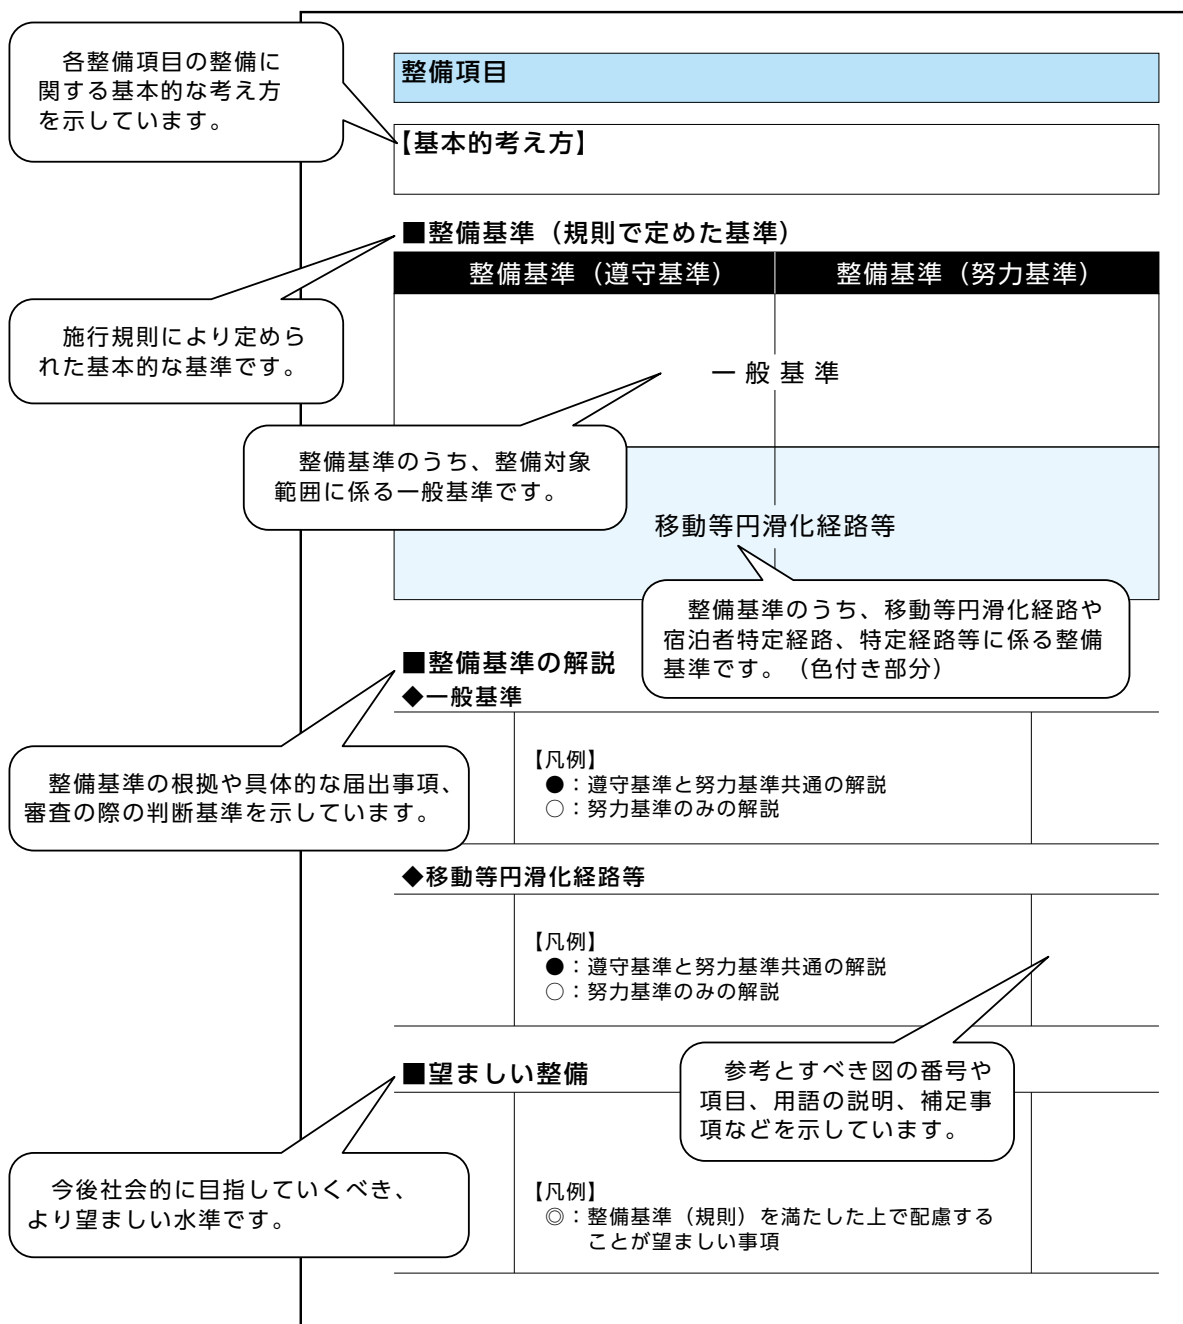 各整備項目の整備に
関する基本的な考え方
を示しています。
整備項目
【基本的考え方】
■整備基準（規則で定めた基準）
整備基準（遵守基準）
整備基準（努力基準）
施行規則により定めら
れた基本的な基準です。
一般基準
整備基準のうち、整備対象
範囲に係る一般基準です。
移動等円滑化経路等
整備基準のうち、移動等円滑化経路や
宿泊者特定経路、特定経路等に係る整備
基準です。（色付き部分）
■整備基準の解説
◆一般基準
整備基準の根拠や具体的な届出事項、
審査の際の判断基準を示しています。
【凡例】
●：遵守基準と努力基準共通の解説
○：努力基準のみの解説
◆移動等円滑化経路等
【凡例】
●：遵守基準と努力基準共通の解説
○：努力基準のみの解説
参考とすべき図の番号や
項目、用語の説明、補足事
項などを示しています。
■望ましい整備
今後社会的に目指していくべき、
より望ましい水準です。
【凡例】
◎：整備基準（規則）を満たした上で配慮する
ことが望ましい事項